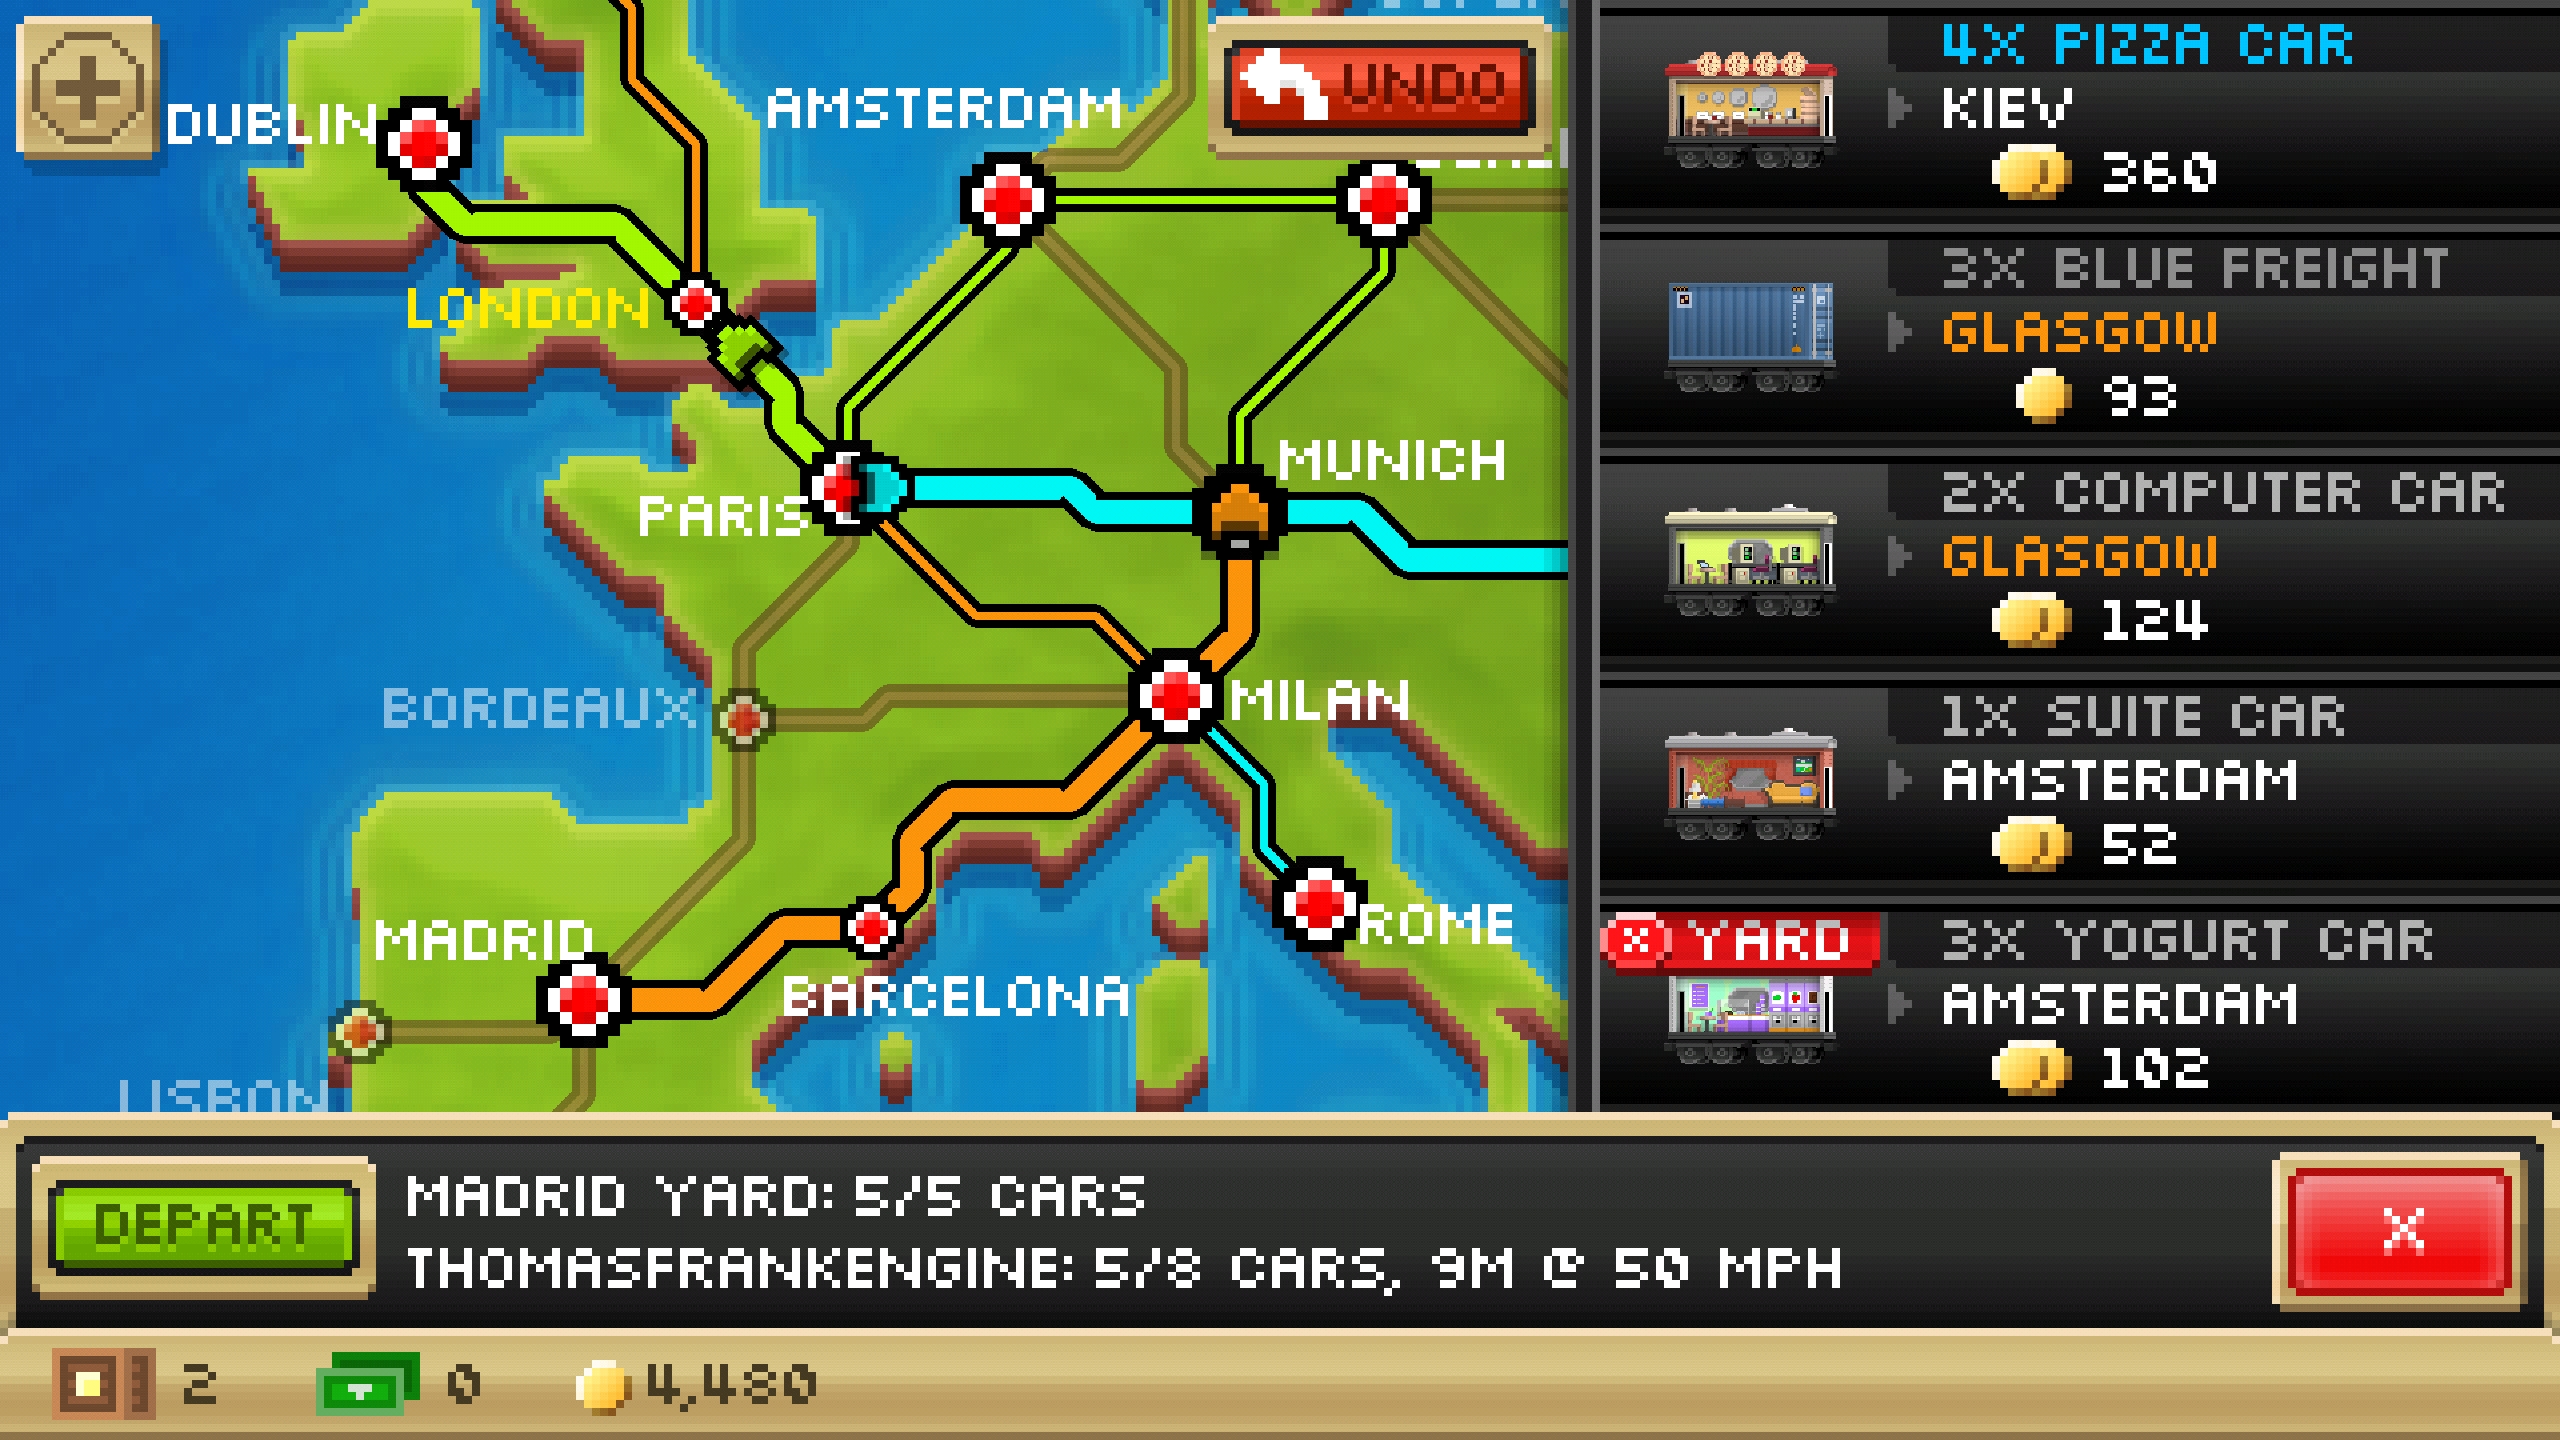 DUBLIN
AMSTERDAM
UNDO
LONDON
MUNICH
PARIS
BORDEAUX
MILAN
MADRID
ROME
BARCELONA
LISBON
4X PIZZA CAR
KIEV
360
3X BLUE FREIGHT
GLASGOW
93
2X COMPUTER CAR
GLASGOW
124
1X SUITE CAR
AMSTERDAM
52
YARD
3X YOGURT CAR
AMSTERDAM
102
DEPART
MADRID YARD: 5/5 CARS
THOMASFRANKENGINE: 5/8 CARS, 9M @ 50 MPH
X
2
0
4,480